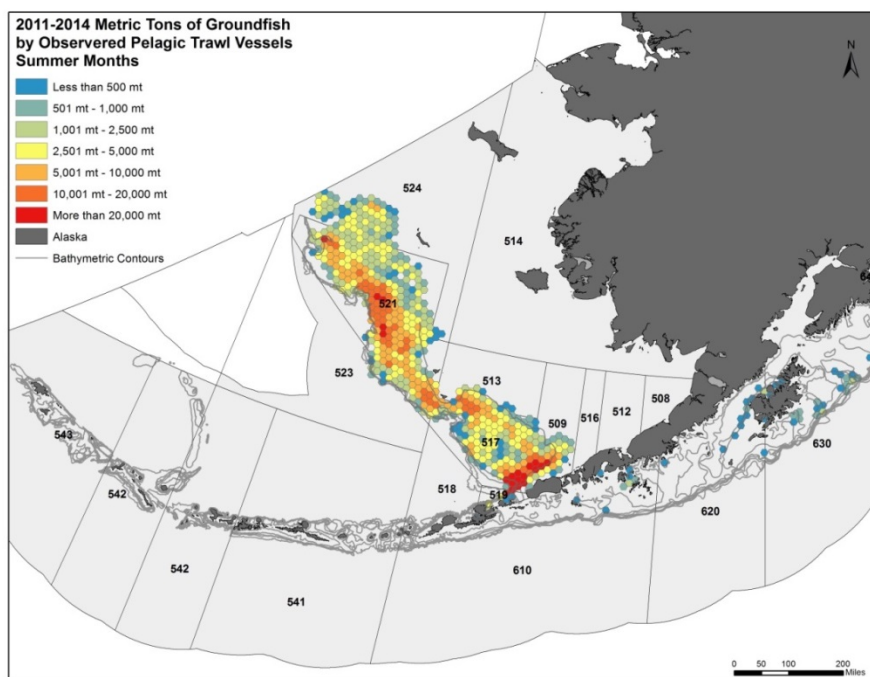 2011-2014 Metric Tons of Groundfish
by Observered Pelagic Trawl Vessels
Summer Months
Less than 500 mt
501 mt - 1,000 mt
1,001 mt - 2,500 mt
2,501 mt - 5,000 mt
5,001 mt - 10,000 mt
10,001 mt - 20,000 mt
More than 20,000 mt
Alaska
Bathymetric Contours
N
524
514
521
523
513
509
516
512
508
517
518
519
543
542
542
541
610
620
630
0 50 100 200
Miles